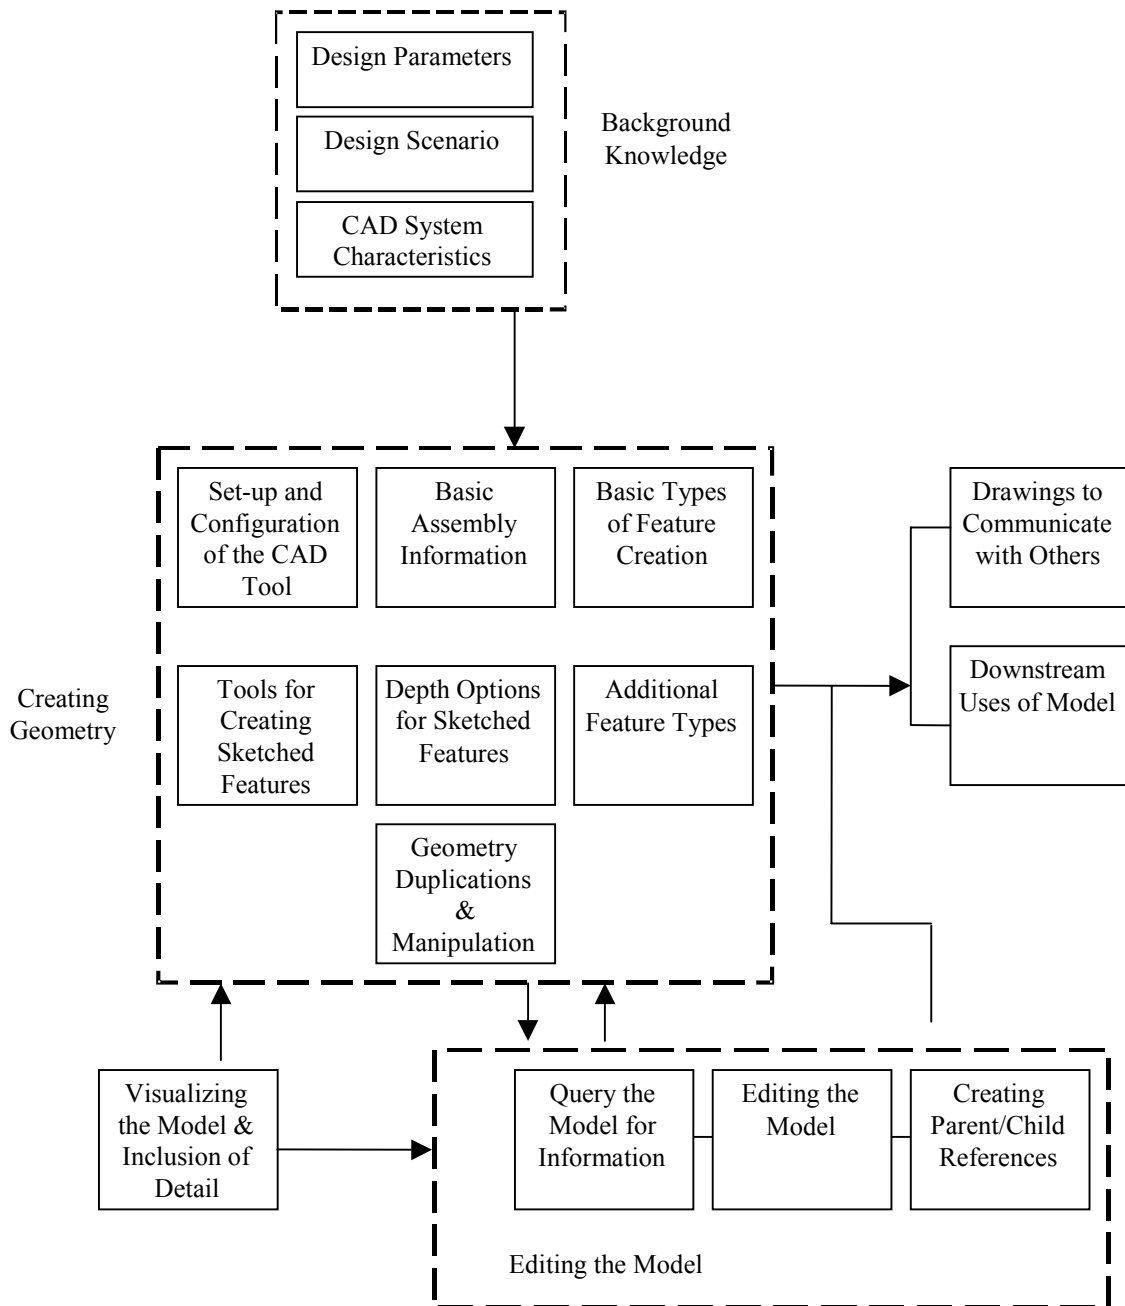 Design Parameters
Design Scenario
CAD System
Characteristics
Background
Knowledge
Set-up and
Configuration
of the CAD
Tool
Basic
Assembly
Information
Basic Types
of Feature
Creation
Drawings to
Communicate
with Others
Creating
Geometry
Tools for
Creating
Sketched
Features
Depth Options
for Sketched
Features
Additional
Feature Types
Downstream
Uses of Model
Geometry
Duplications
&
Manipulation
Visualizing
the Model &
Inclusion of
Detail
Query the
Model for
Information
Editing the
Model
Creating
Parent/Child
References
Editing the Model